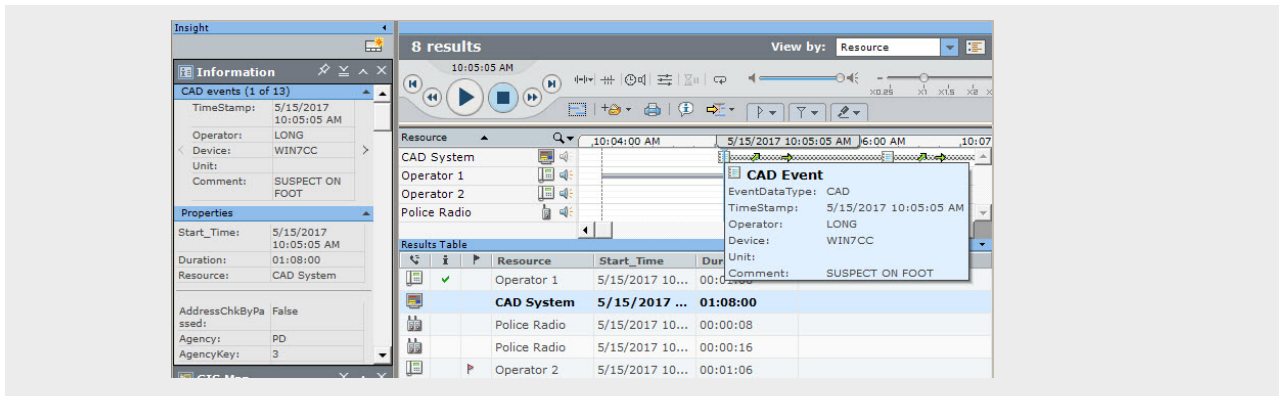 Insight
Information
CAD events (1 of 13)
TimeStamp: 5/15/2017
10:05:05 AM
Operator: LONG
Device: WIN7CC
Unit:
Comment: SUSPECT ON
FOOT
Properties
Start_Time: 5/15/2017
10:05:05 AM
Duration: 01:08:00
Resource: CAD System
AddressChkByPa False
ssed:
Agency: PD
AgencyKey: 3
8 results
View by: Resource
10:05:05 AM
x0.25 x1 x1.5 x2
Resource
10:04:00 AM 5/15/2017 10:05:05 AM 6:00 AM 10:07
CAD System
Operator 1
Operator 2
Police Radio
CAD Event
EventDataType: CAD
TimeStamp: 5/15/2017 10:05:05 AM
Operator: LONG
Device: WIN7CC
Unit:
Comment: SUSPECT ON FOOT
Results Table
Resource Start_Time Dur
Operator 1 5/15/2017 10...
CAD System 5/15/2017 ... 01:08:00
Police Radio 5/15/2017 10... 00:00:08
Police Radio 5/15/2017 10... 00:00:16
Operator 2 5/15/2017 10... 00:01:06